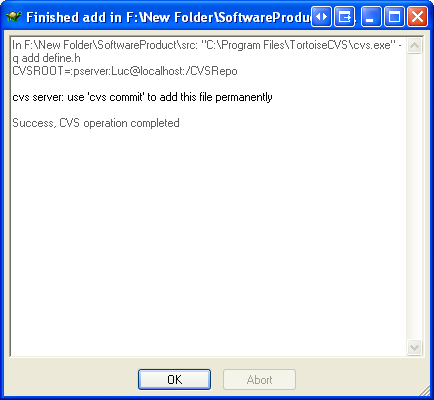 Finished add in F:\New Folder\SoftwareProduc
In F:\New Folder\SoftwareProduct\src: "C:\Program Files\TortoiseCVS\cvs.exe" -
q add define.h
CVSROOT=:pserver:Luc@localhost:/CVSRepo
cvs server: use 'cvs commit' to add this file permanently
Success, CVS operation completed
OK
Abort